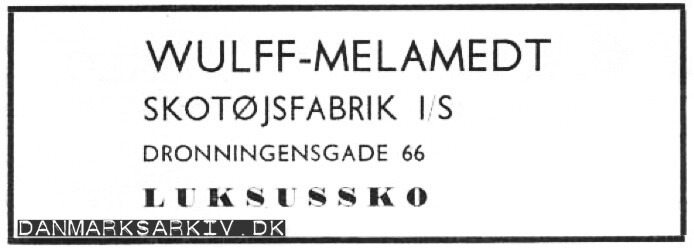 WULFF-MELAMEDT
SKOTØJSFABRIK I/S
DRONNINGENSGADE 66
LUKSUSSKO
DANMARKSARKIV.DK